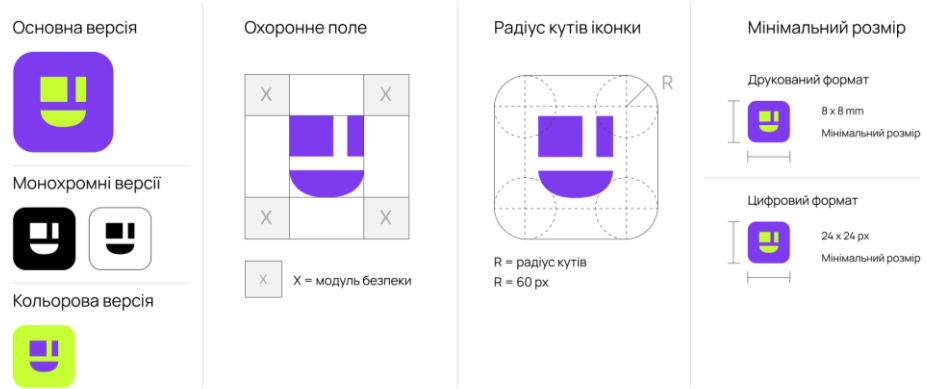 Основна версія
Монохромні версії
Кольорова версія
Охоронне поле
X
X
X
X
X
X = модуль безпеки
Радіус кутів іконки
R
R = радіус кутів
R = 60 px
Мінімальний розмір
Друкований формат
8 x 8 mm
Мінімальний розмір
Цифровий формат
24 x 24 px
Мінімальний розмір